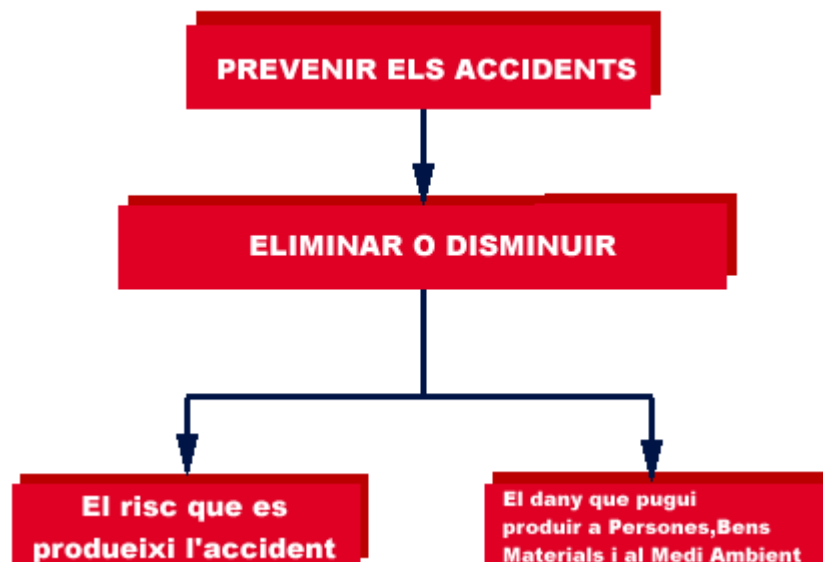 PREVENIR ELS ACCIDENTS
ELIMINAR O DISMINUIR
El risc que es
produeixi l'accident
El dany que pugui
produir a Persones,Bens
Materials i al Medi Ambient